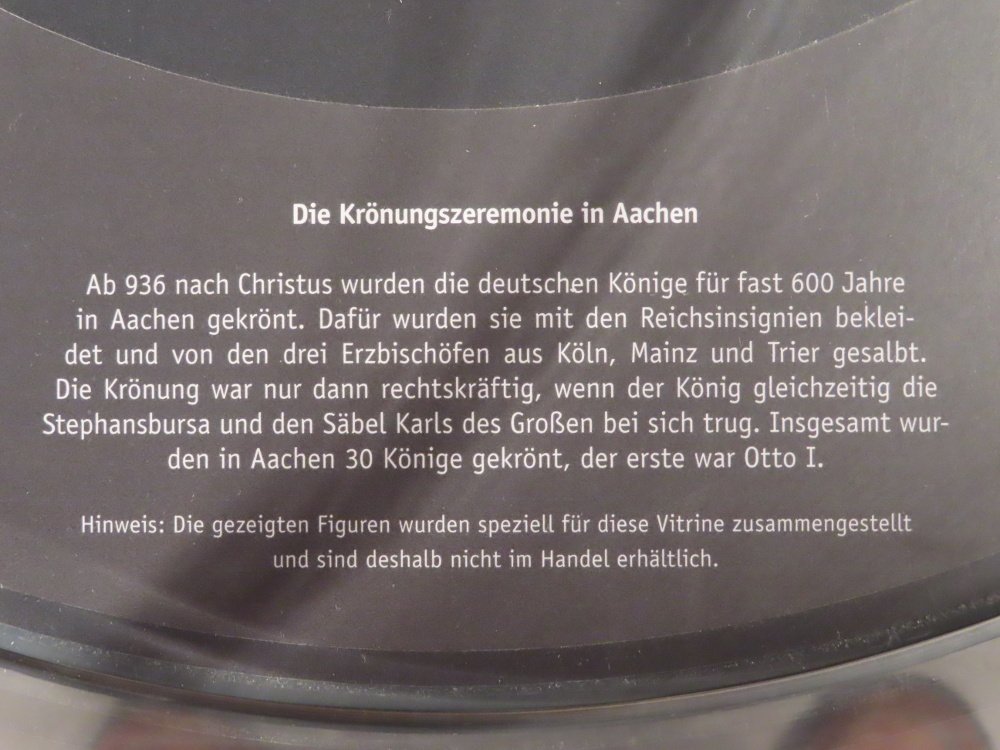 Die Krönungszeremonie in Aachen
Ab 936 nach Christus wurden die deutschen Könige für fast 600 Jahre
in Aachen gekrönt. Dafür wurden sie mit den Reichsinsignien beklei-
det und von den drei Erzbischöfen aus Köln, Mainz und Trier gesalbt.
Die Krönung war nur dann rechtskräftig, wenn der König gleichzeitig die
Stephansbursa und den Säbel Karls des Großen bei sich trug. Insgesamt wur-
den in Aachen 30 Könige gekrönt, der erste war Otto I.
Hinweis: Die gezeigten Figuren wurden speziell für diese Vitrine zusammengestellt
und sind deshalb nicht im Handel erhältlich.